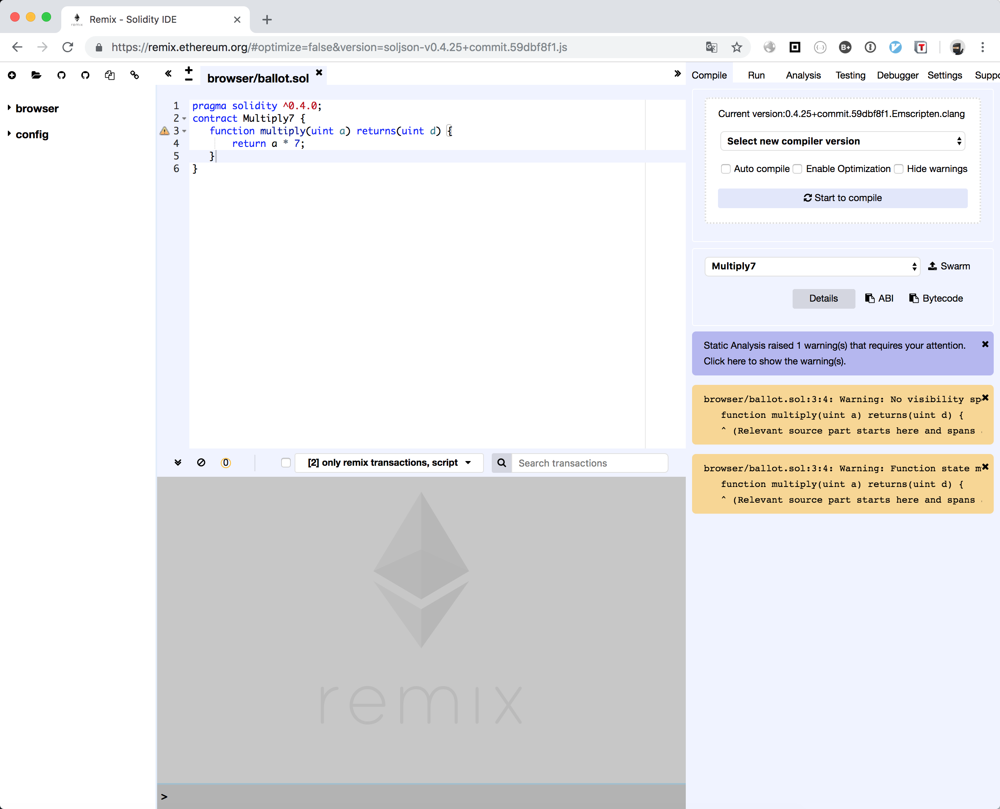 remix
Remix - Solidity IDE
https://remix.ethereum.org/#optimize=false&version=soljson-v0.4.25+commit.59dbf8f1.js
browser/ballot.sol
Compile Run Analysis Testing Debugger Settings Suppo
browser
config
1 pragma solidity ^0.4.0;
2 contract Multiply7 {
3 function multiply(uint a) returns(uint d) {
4 return a * 7;
5 }
6 }
Current version:0.4.25+commit.59dbf8f1.Emscripten.clang
Select new compiler version
Auto compile Enable Optimization Hide warnings
Start to compile
Multiply7 Swarm
Details ABI Bytecode
Static Analysis raised 1 warning(s) that requires your attention.
Click here to show the warning(s).
browser/ballot.sol:3:4: Warning: No visibility sp
function multiply(uint a) returns(uint d) {
^ (Relevant source part starts here and spans
browser/ballot.sol:3:4: Warning: Function state m
function multiply(uint a) returns(uint d) {
^ (Relevant source part starts here and spans
0 [2] only remix transactions, script Search transactions
remix
>